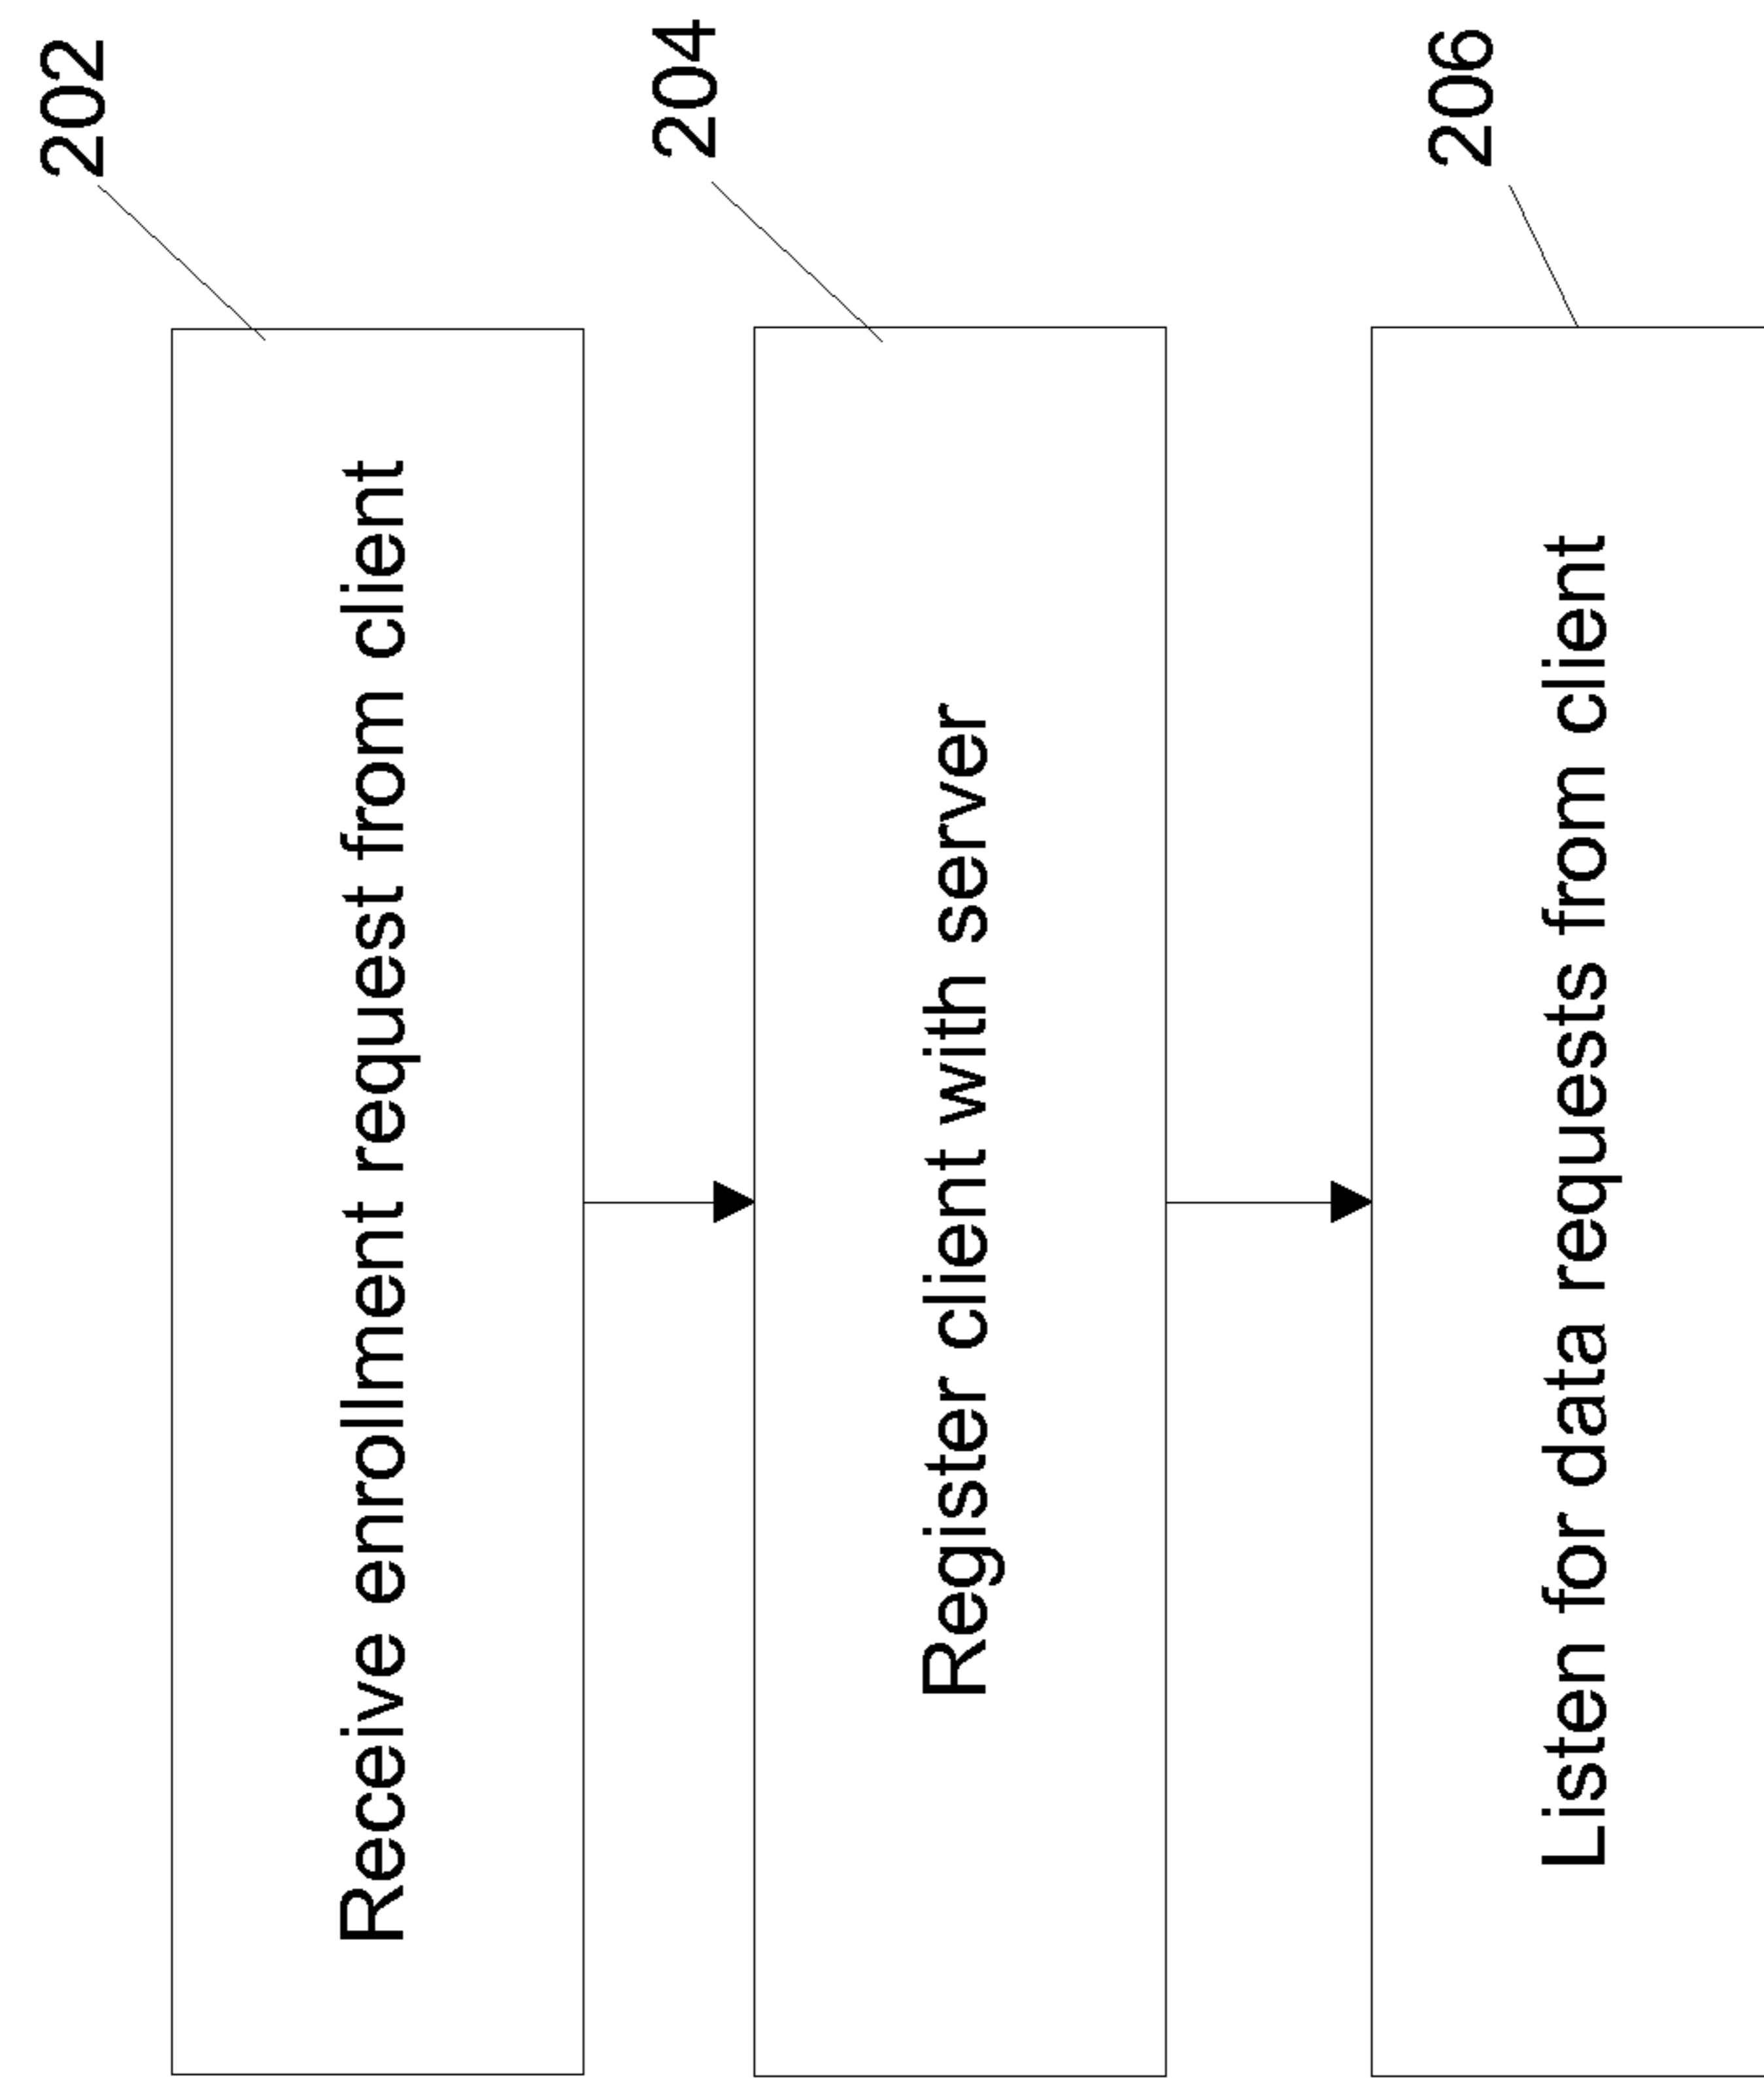 202
Receive enrollment request from client
204
Register client with server
206
Listen for data requests from client